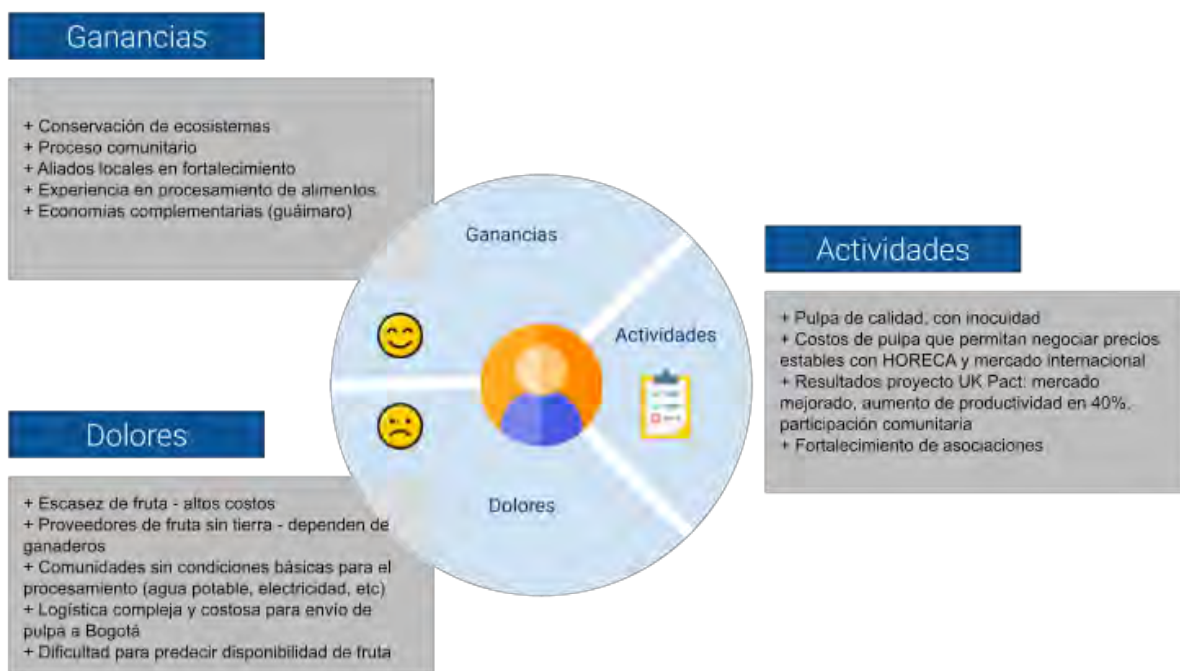 Ganancias
+ Conservación de ecosistemas
+ Proceso comunitario
+ Aliados locales en fortalecimiento
+ Experiencia en procesamiento de alimentos
+ Economías complementarias (guáimaro)
Ganancias
Actividades
Dolores
Actividades
+ Pulpa de calidad, con inocuidad
+ Costos de pulpa que permitan negociar precios
estables con HORECA y mercado internacional
+ Resultados proyecto UK Pact: mercado
mejorado, aumento de productividad en 40%,
participación comunitaria
+ Fortalecimiento de asociaciones
Dolores
+ Escasez de fruta - altos costos
+ Proveedores de fruta sin tierra - dependen de
ganaderos
+ Comunidades sin condiciones básicas para el
procesamiento (agua potable, electricidad, etc)
+ Logística compleja y costosa para envío de
pulpa a Bogotá
+ Dificultad para predecir disponibilidad de fruta